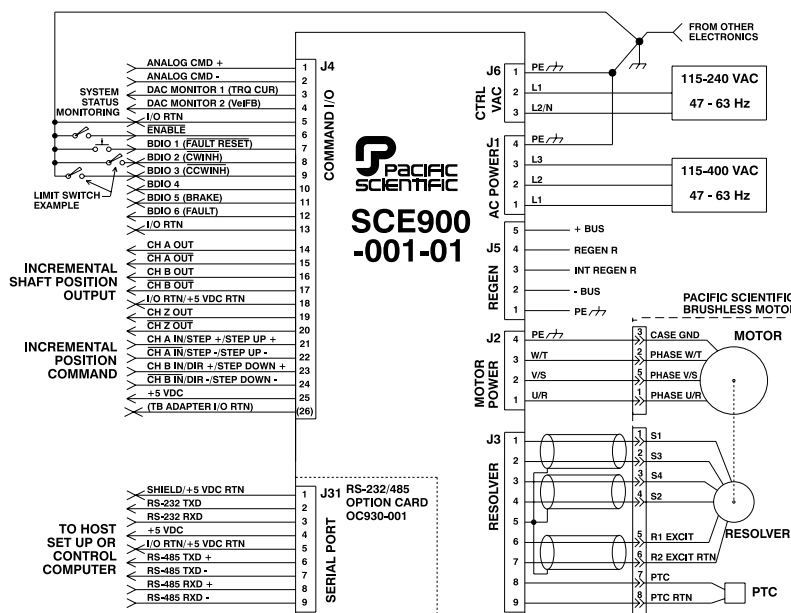 FROM OTHER
ELECTRONICS
J4
COMMAND I/O
SYSTEM
STATUS
MONITORING
LIMIT SWITCH
EXAMPLE
ANALOG CMD + 1
ANALOG CMD - 2
DAC MONITOR 1 (TRQ CUR) 3
DAC MONITOR 2 (VelFB) 4
I/O RTN 5
ENABLE 6
BDIO 1 (FAULT RESET) 7
BDIO 2 (CWINH) 8
BDIO 3 (CCWINH) 9
BDIO 4 10
BDIO 5 (BRAKE) 11
BDIO 6 (FAULT) 12
I/O RTN 13
INCREMENTAL
SHAFT POSITION
OUTPUT
CH A OUT 14
CH A OUT 15
CH B OUT 16
CH B OUT 17
I/O RTN/+5 VDC RTN 18
CH Z OUT 19
CH Z OUT 20
INCREMENTAL
POSITION
COMMAND
CH A IN/STEP +/STEP UP + 21
CH A IN/STEP -/STEP UP - 22
CH B IN/DIR +/STEP DOWN + 23
CH B IN/DIR -/STEP DOWN - 24
+5 VDC 25
(TB ADAPTER I/O RTN) (26)
PACIFIC
SCIENTIFIC
SCE900
-001-01
J6
CTRL
VAC
1 PE
2 L1
3 L2/N
115-240 VAC
47 - 63 Hz
J1
AC POWER
4 PE
3 L3
2 L2
1 L1
115-400 VAC
47 - 63 Hz
J5
REGEN
5 + BUS
4 REGEN R
3 INT REGEN R
2 - BUS
1 PE
PACIFIC SCIENTIFIC
BRUSHLESS MOTOR
J2
MOTOR
POWER
4 PE 3 CASE GND
3 W/T 2 PHASE W/T
2 V/S 5 PHASE V/S
1 U/R 1 PHASE U/R
MOTOR
J3
RESOLVER
1 1 S1
2 2 S3
3 3 S4
4 4 S2
5
6 5 R1 EXCIT
7 6 R2 EXCIT RTN
8 7 PTC
9 8 PTC RTN
RESOLVER
PTC
J31
RS-232/485
OPTION CARD
OC930-001
SERIAL PORT
TO HOST
SET UP OR
CONTROL
COMPUTER
SHIELD/+5 VDC RTN 1
RS-232 TXD 2
RS-232 RXD 3
+5 VDC 4
I/O RTN/+5 VDC RTN 5
RS-485 TXD + 6
RS-485 TXD - 7
RS-485 RXD + 8
RS-485 RXD - 9